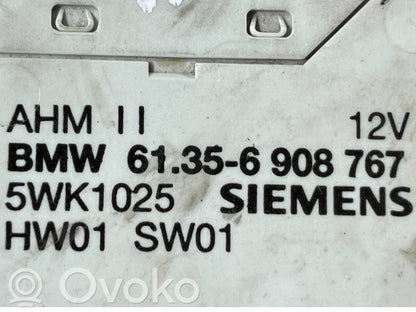 AHM II 12V
BMW 61.35-6 908 767
5WK1025 SIEMENS
HW01 SW01
© Ovoko